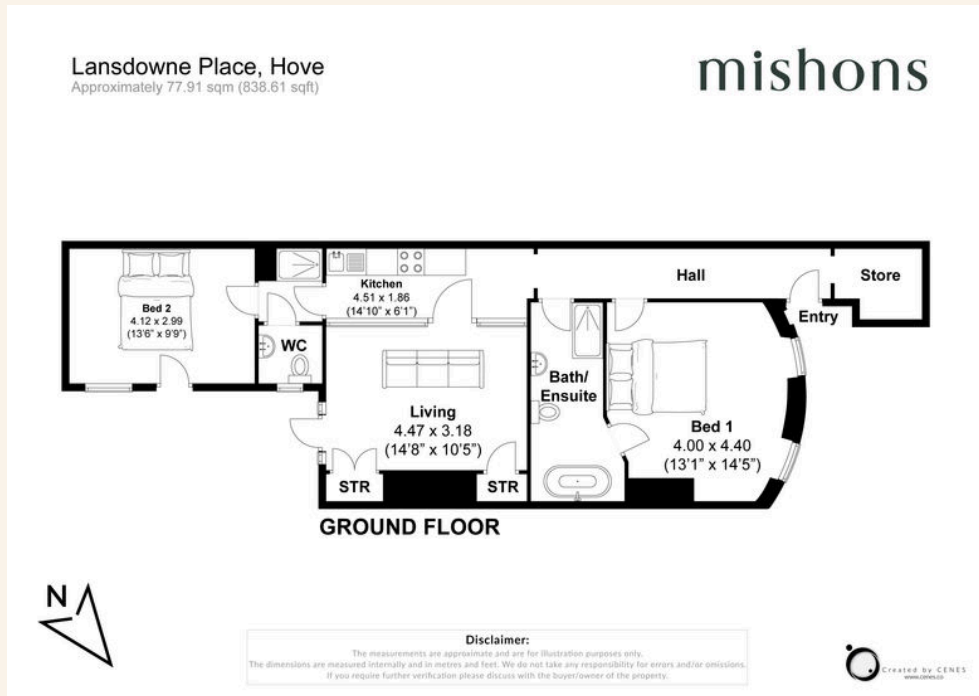 Lansdowne Place, Hove
Approximately 77.91 sqm (838.61 sqft)
mishons
Bed 2
4.12 x 2.99
(13'6" x 9'9")
WC
Kitchen
4.51 x 1.86
(14'10" x 6'1")
Living
4.47 x 3.18
(14'8" x 10'5")
STR
STR
Bath/
Ensuite
Hall
Entry
Store
Bed 1
4.00 x 4.40
(13'1" x 14'5")
GROUND FLOOR
N
Disclaimer:
The measurements are approximate and are for illustration purposes only.
The dimensions are measured internally and in metres and feet. We do not take any responsibility for errors and/or omissions.
If you require further verification please discuss with the buyer/owner of the property.
Created by CENES
www.cenes.co